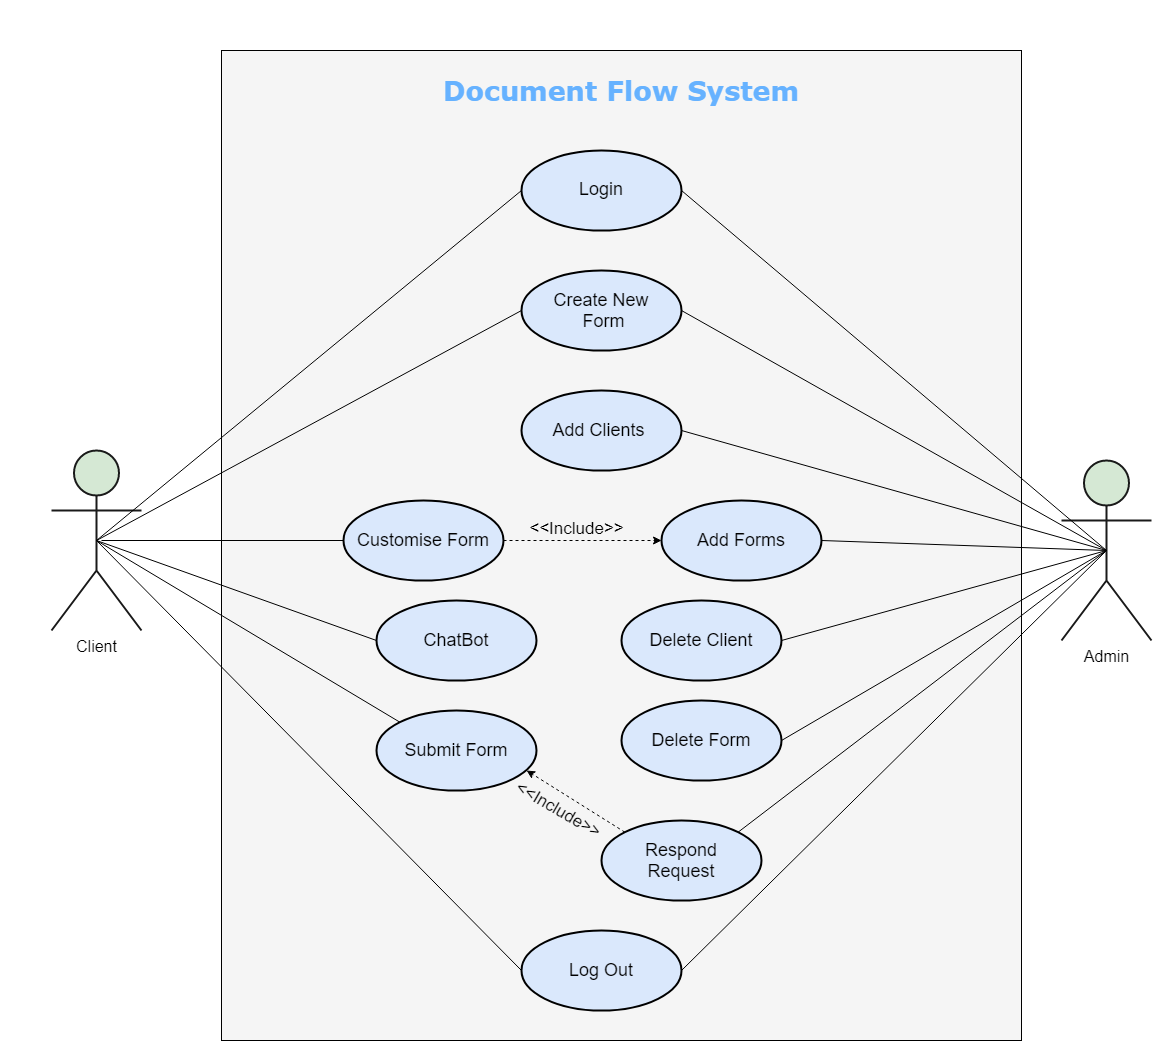 Document Flow System
Login
Create New
Form
Add Clients
Customise Form
<<Include>>
Add Forms
ChatBot
Delete Client
Client
Admin
Submit Form
Delete Form
<<Include>>
Respond
Request
Log Out